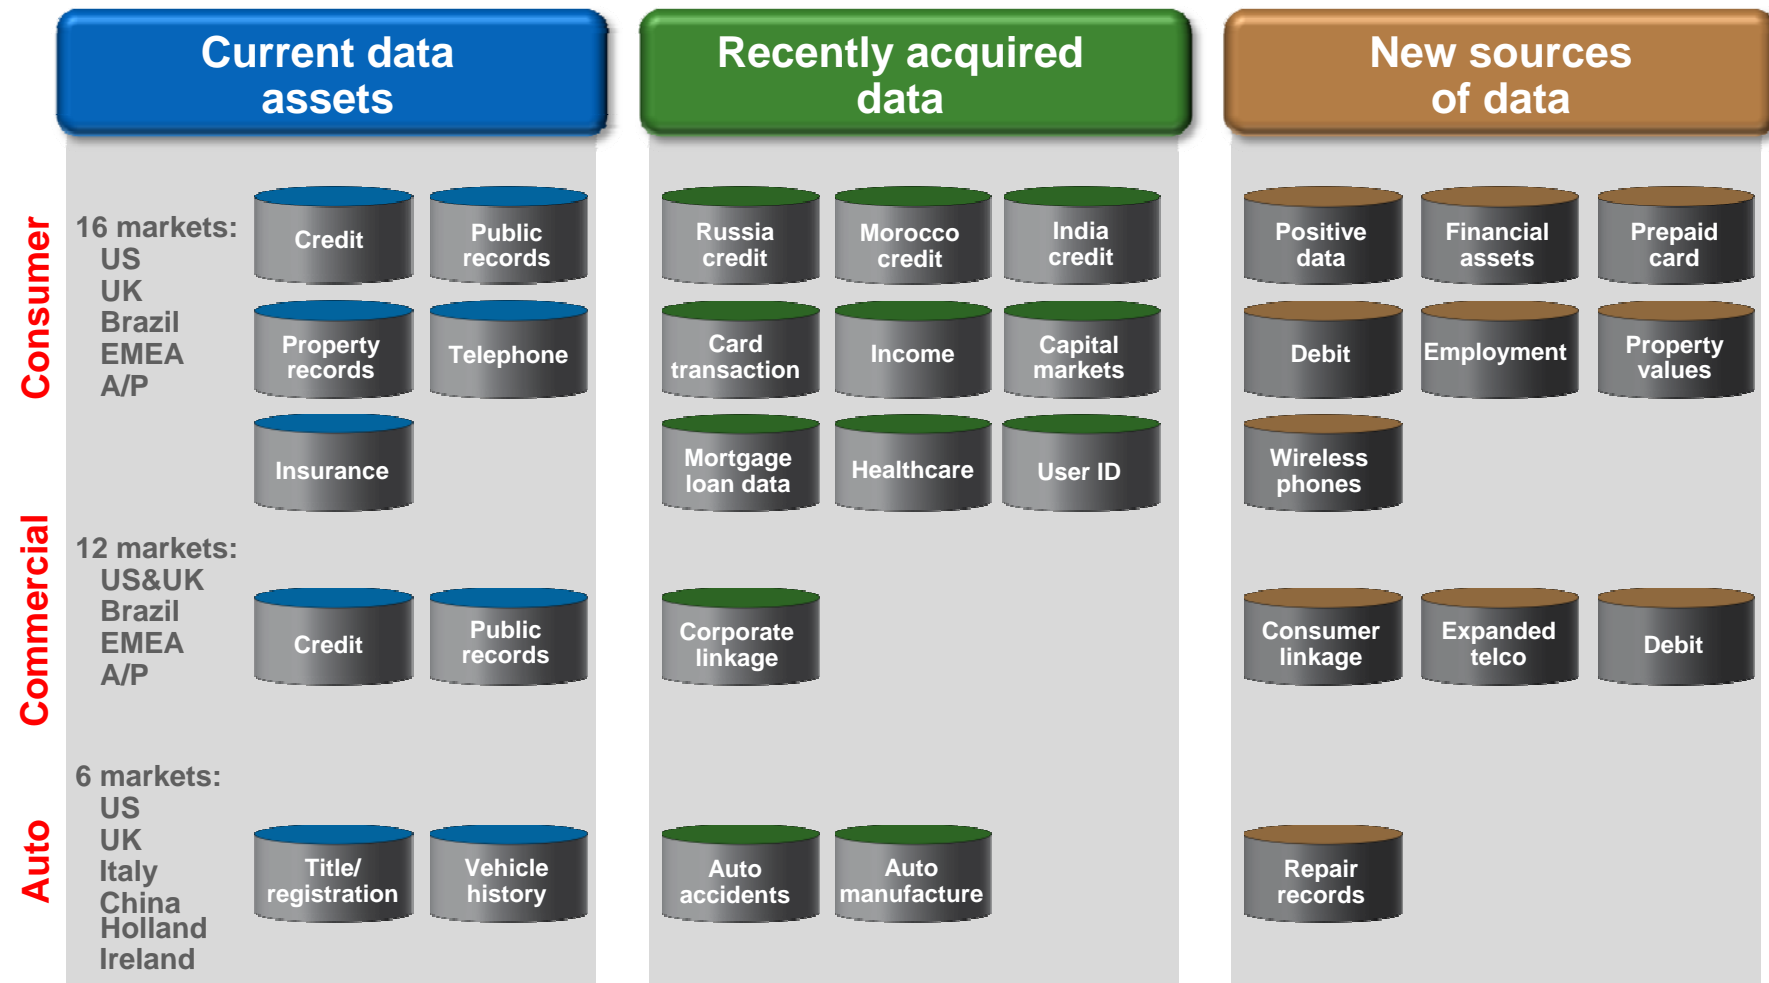 Current data
assets
Recently acquired
data
New sources
of data
Consumer
16 markets:
US
UK
Brazil
EMEA
A/P
Credit
Public
records
Property
records
Telephone
Insurance
Russia
credit
Morocco
credit
India
credit
Card
transaction
Income
Capital
markets
Mortgage
loan data
Healthcare
User ID
Positive
data
Financial
assets
Prepaid
card
Debit
Employment
Property
values
Wireless
phones
Commercial
12 markets:
US&UK
Brazil
EMEA
A/P
Credit
Public
records
Corporate
linkage
Consumer
linkage
Expanded
telco
Debit
Auto
6 markets:
US
UK
Italy
China
Holland
Ireland
Title/
registration
Vehicle
history
Auto
accidents
Auto
manufacture
Repair
records